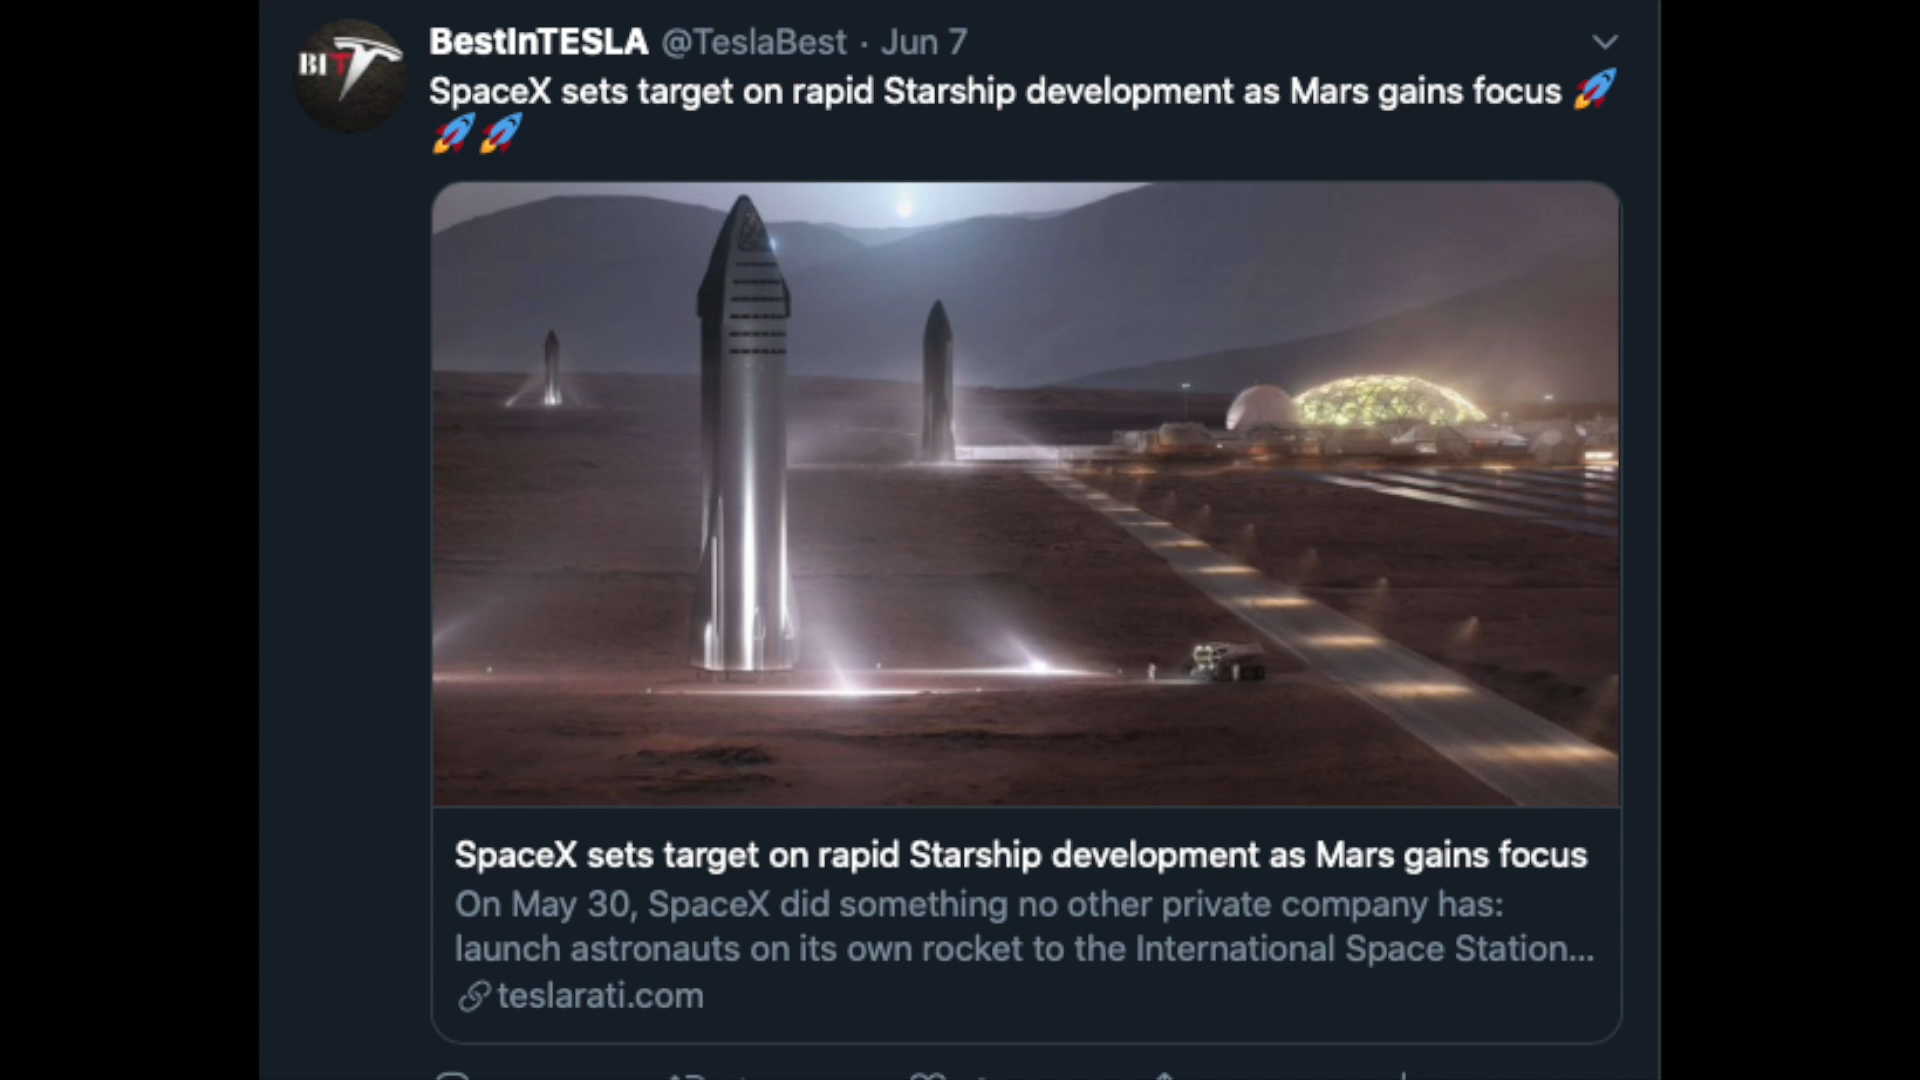 BIT
BestInTESLA @TeslaBest · Jun 7
SpaceX sets target on rapid Starship development as Mars gains focus 🚀
🚀🚀
SpaceX sets target on rapid Starship development as Mars gains focus
On May 30, SpaceX did something no other private company has:
launch astronauts on its own rocket to the International Space Station...
teslarati.com